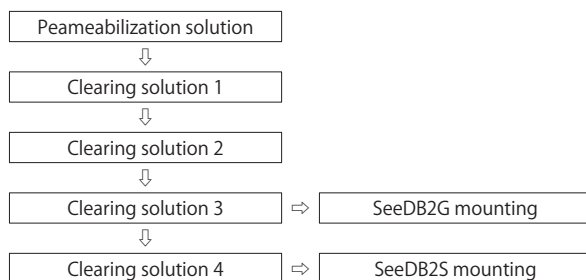 Peameabilization solution
Clearing solution 1
Clearing solution 2
Clearing solution 3
SeeDB2G mounting
Clearing solution 4
SeeDB2S mounting